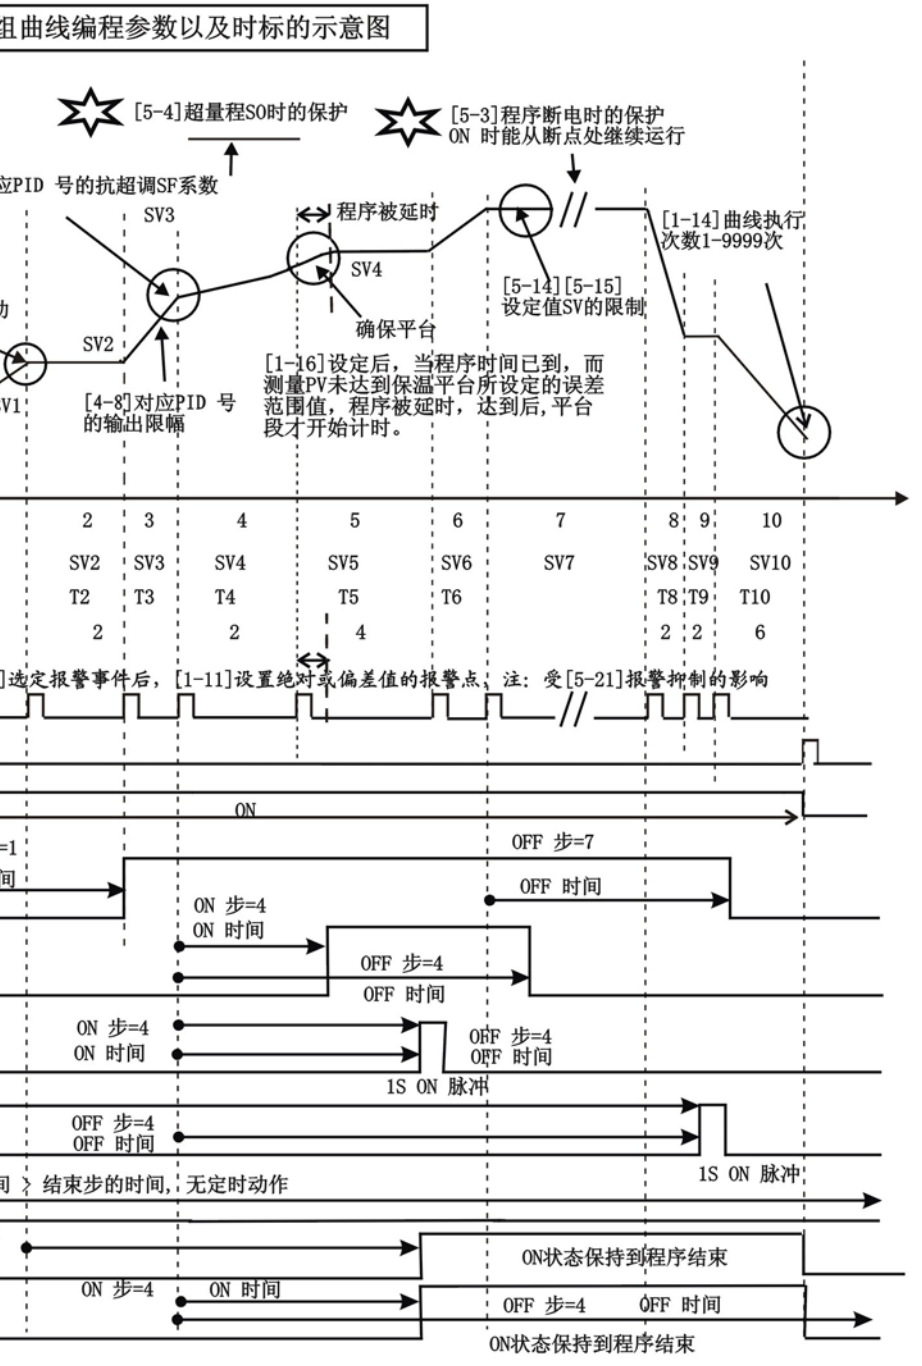 组曲线编程参数以及时标的示意图
[5-4]超量程SO时的保护
[5-3]程序断电时的保护
ON 时能从断点处继续运行
应PID 号的抗超调SF系数
SV3
程序被延时
[1-14]曲线执行
次数1-9999次
SV4
[5-14][5-15]
设定值SV的限制
确保平台
SV2
[1-16]设定后，当程序时间已到，而
测量PV未达到保温平台所设定的误差
范围值，程序被延时，达到后,平台
段才开始计时。
V1
[4-8]对应PID 号
的输出限幅
2 3 4 5 6 7 8 9 10
SV2 SV3 SV4 SV5 SV6 SV7 SV8 SV9 SV10
T2 T3 T4 T5 T6 T8 T9 T10
2 2 4 2 2 6
]选定报警事件后，[1-11]设置绝对或偏差值的报警点，注: 受[5-21]报警抑制的影响
ON
=1
间
OFF 步=7
OFF 时间
ON 步=4
ON 时间
OFF 步=4
OFF 时间
ON 步=4
ON 时间
OFF 步=4
OFF 时间
1S ON 脉冲
OFF 步=4
OFF 时间
1S ON 脉冲
间 > 结束步的时间, 无定时动作
ON状态保持到程序结束
ON 步=4 ON 时间
OFF 步=4 OFF 时间
ON状态保持到程序结束